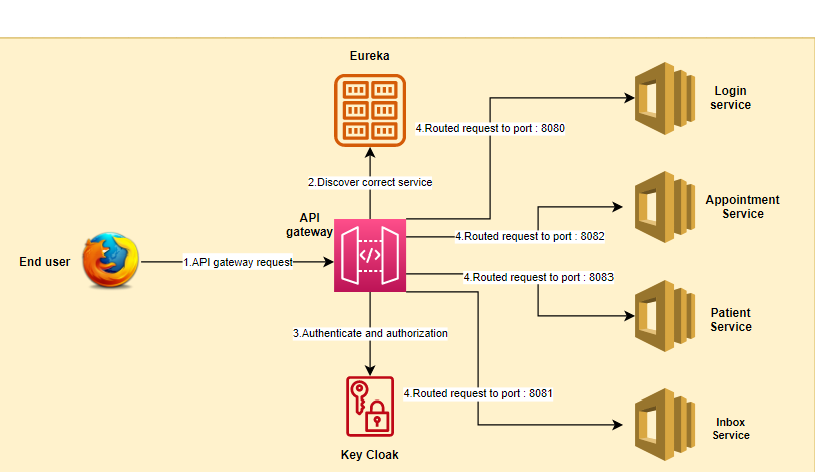 Eureka
Login
service
4.Routed request to port : 8080
2.Discover correct service
Appointment
Service
API
gateway
4.Routed request to port : 8082
End user
1.API gateway request
</>
4.Routed request to port : 8083
Patient
Service
3.Authenticate and authorization
4.Routed request to port : 8081
Inbox
Service
Key Cloak